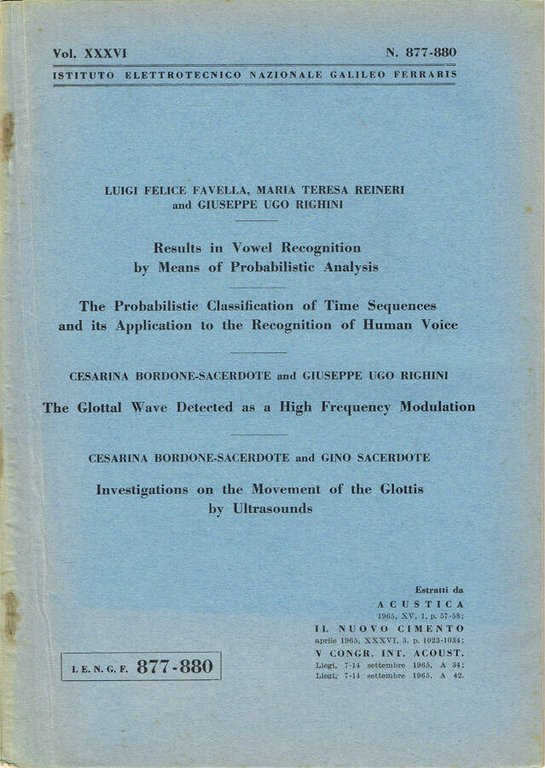 Vol. XXXVI N. 877-880
ISTITUTO ELETTROTECNICO NAZIONALE GALILEO FERRARIS
LUIGI FELICE FAVELLA, MARIA TERESA REINERI
and GIUSEPPE UGO RIGHINI
Results in Vowel Recognition
by Means of Probabilistic Analysis
The Probabilistic Classification of Time Sequences
and its Application to the Recognition of Human Voice
CESARINA BORDONE-SACERDOTE and GIUSEPPE UGO RIGHINI
The Glottal Wave Detected as a High Frequency Modulation
CESARINA BORDONE-SACERDOTE and GINO SACERDOTE
Investigations on the Movement of the Glottis
by Ultrasounds
Estratti da
ACUSTICA
1965, XV, 1, p. 57-58;
IL NUOVO CIMENTO
aprile 1965, XXXVI, 3, p. 1023-1034;
V CONGR. INT. ACOUST.
Liegi, 7-14 settembre 1965, A 34;
Liegi, 7-14 settembre 1965, A 42.
I. E. N. G. F. 877-880